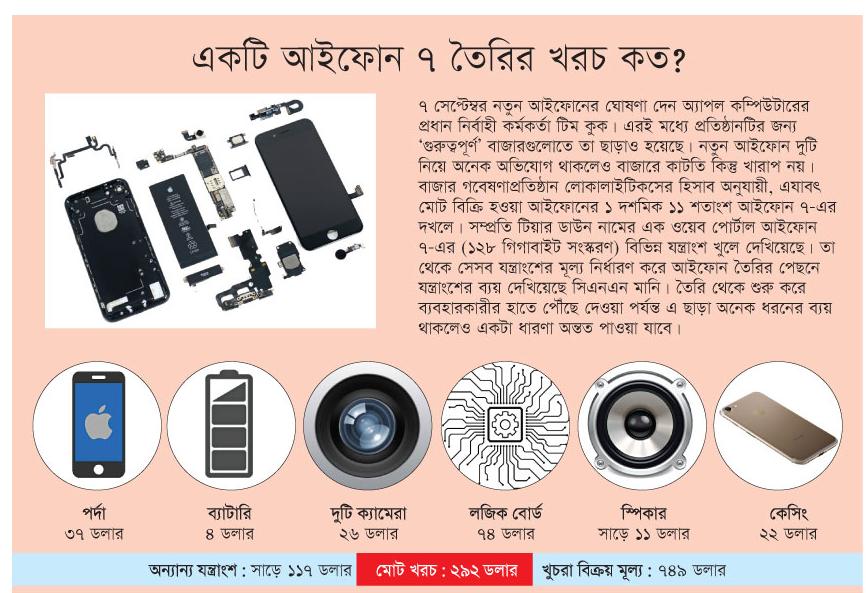 একটি আইফোন ৭ তৈরির খরচ কত?
৭ সেপ্টেম্বর নতুন আইফোনের ঘোষণা দেন অ্যাপল কম্পিউটারের
প্রধান নির্বাহী কর্মকর্তা টিম কুক। এরই মধ্যে প্রতিষ্ঠানটির জন্য
‘গুরুত্বপূর্ণ’ বাজারগুলোতে তা ছাড়াও হয়েছে। নতুন আইফোন দুটি
নিয়ে অনেক অভিযোগ থাকলেও বাজারে কাটতি কিন্তু খারাপ নয়।
বাজার গবেষণাপ্রতিষ্ঠান লোকালাইটিকসের হিসাব অনুযায়ী, এযাবৎ
মোট বিক্রি হওয়া আইফোনের ১ দশমিক ১১ শতাংশ আইফোন ৭-এর
দখলে। সম্প্রতি টিয়ার ডাউন নামের এক ওয়েব পোর্টাল আইফোন
৭-এর (১২৮ গিগাবাইট সংস্করণ) বিভিন্ন যন্ত্রাংশ খুলে দেখিয়েছে। তা
থেকে সেসব যন্ত্রাংশের মূল্য নির্ধারণ করে আইফোন তৈরির পেছনে
যন্ত্রাংশের ব্যয় দেখিয়েছে সিএনএন মানি। তৈরি থেকে শুরু করে
ব্যবহারকারীর হাতে পৌঁছে দেওয়া পর্যন্ত এ ছাড়া অনেক ধরনের ব্যয়
থাকলেও একটা ধারণা অন্তত পাওয়া যাবে।
পর্দা
৩৭ ডলার
ব্যাটারি
৪ ডলার
দুটি ক্যামেরা
২৬ ডলার
লজিক বোর্ড
৭৪ ডলার
স্পিকার
সাড়ে ১১ ডলার
কেসিং
২২ ডলার
অন্যান্য যন্ত্রাংশ : সাড়ে ১১৭ ডলার মোট খরচ : ২৯২ ডলার খুচরা বিক্রয় মূল্য : ৭৪৯ ডলার